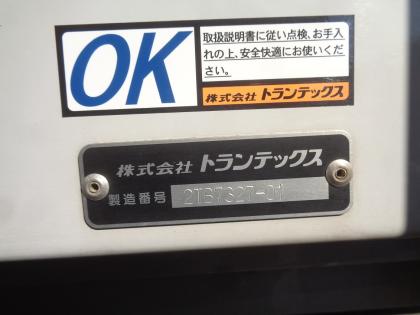 OK
取扱説明書に従い点検、お手入
れの上、安全快適にお使いくだ
さい。
株式会社トランテックス
株式会社 トランテックス
製造番号 2TB7327-01